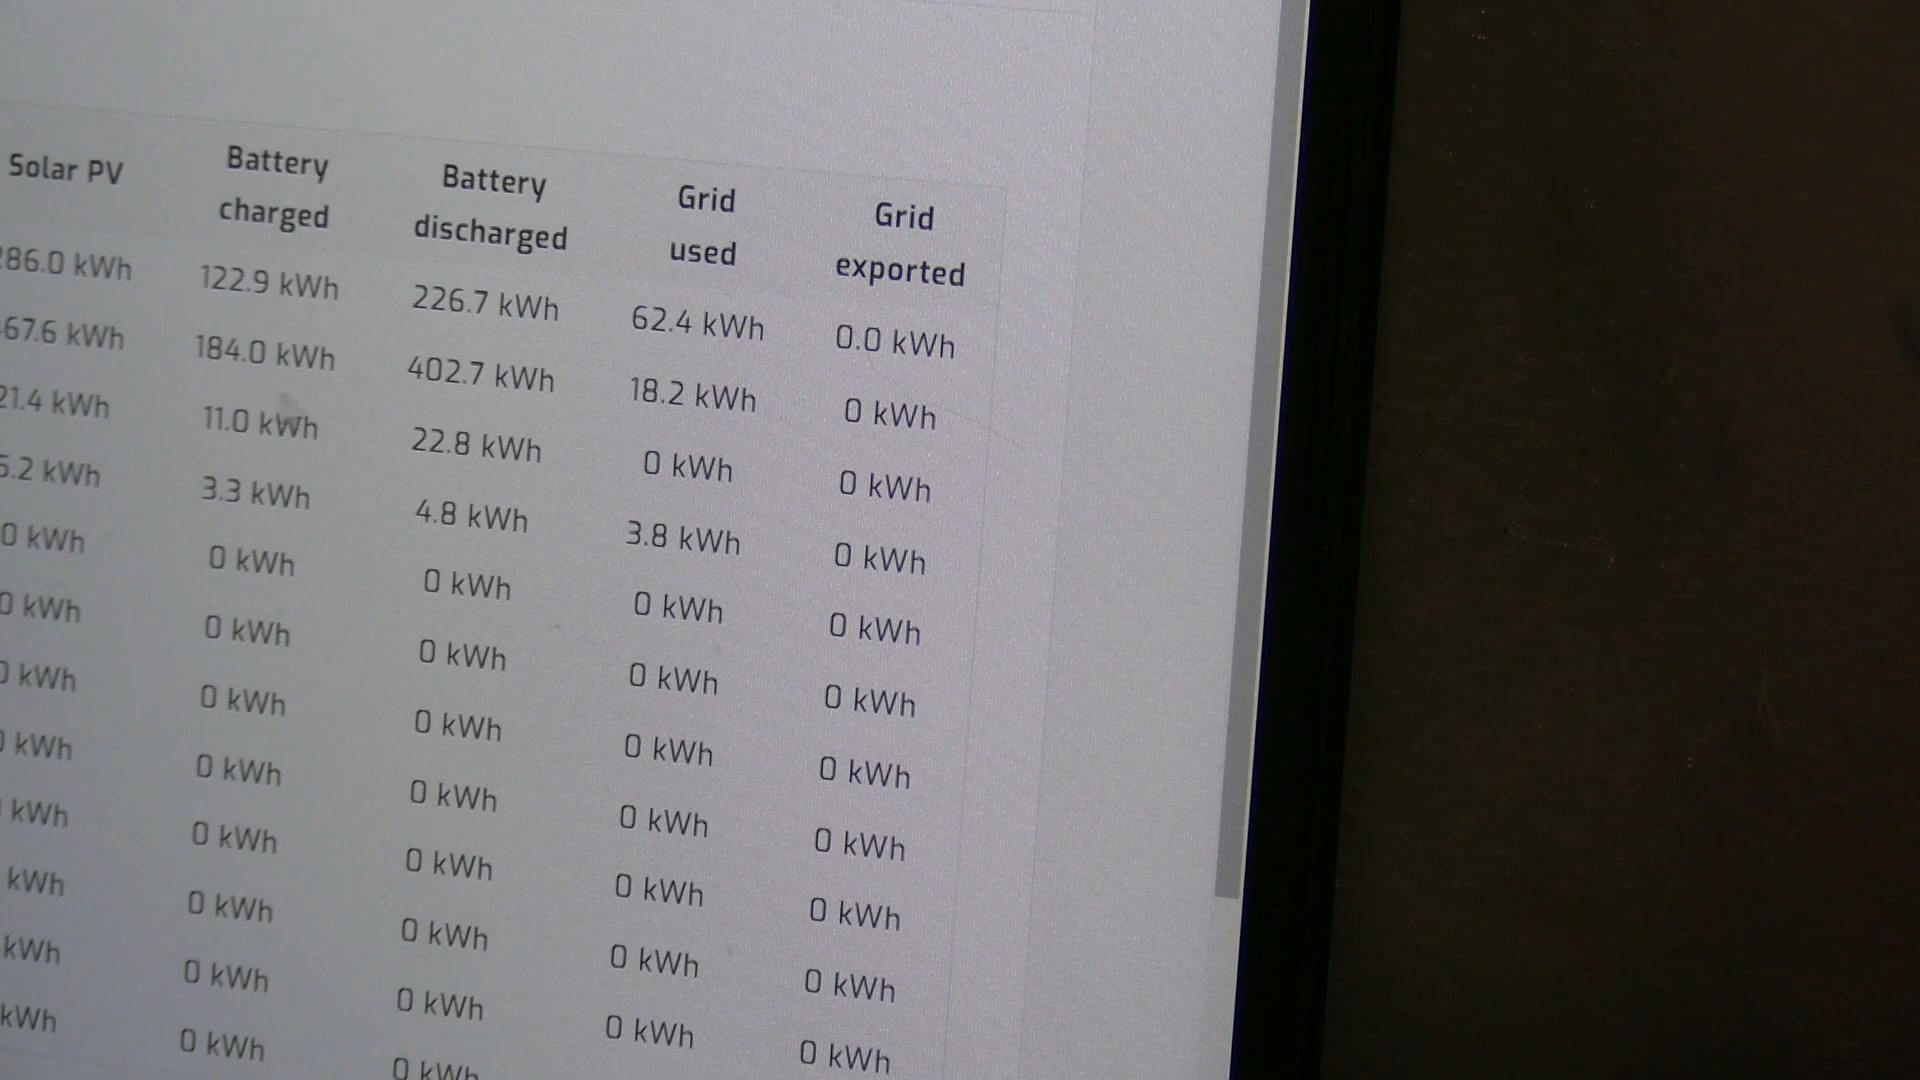 Solar PV Battery charged Battery discharged Grid used Grid exported
86.0 kWh 122.9 kWh 226.7 kWh 62.4 kWh 0.0 kWh
67.6 kWh 184.0 kWh 402.7 kWh 18.2 kWh 0 kWh
21.4 kWh 11.0 kWh 22.8 kWh 0 kWh 0 kWh
5.2 kWh 3.3 kWh 4.8 kWh 3.8 kWh 0 kWh
0 kWh 0 kWh 0 kWh 0 kWh 0 kWh
0 kWh 0 kWh 0 kWh 0 kWh 0 kWh
0 kWh 0 kWh 0 kWh 0 kWh 0 kWh
kWh 0 kWh 0 kWh 0 kWh 0 kWh
kWh 0 kWh 0 kWh 0 kWh 0 kWh
kWh 0 kWh 0 kWh 0 kWh 0 kWh
kWh 0 kWh 0 kWh 0 kWh 0 kWh
kWh 0 kWh 0 kWh